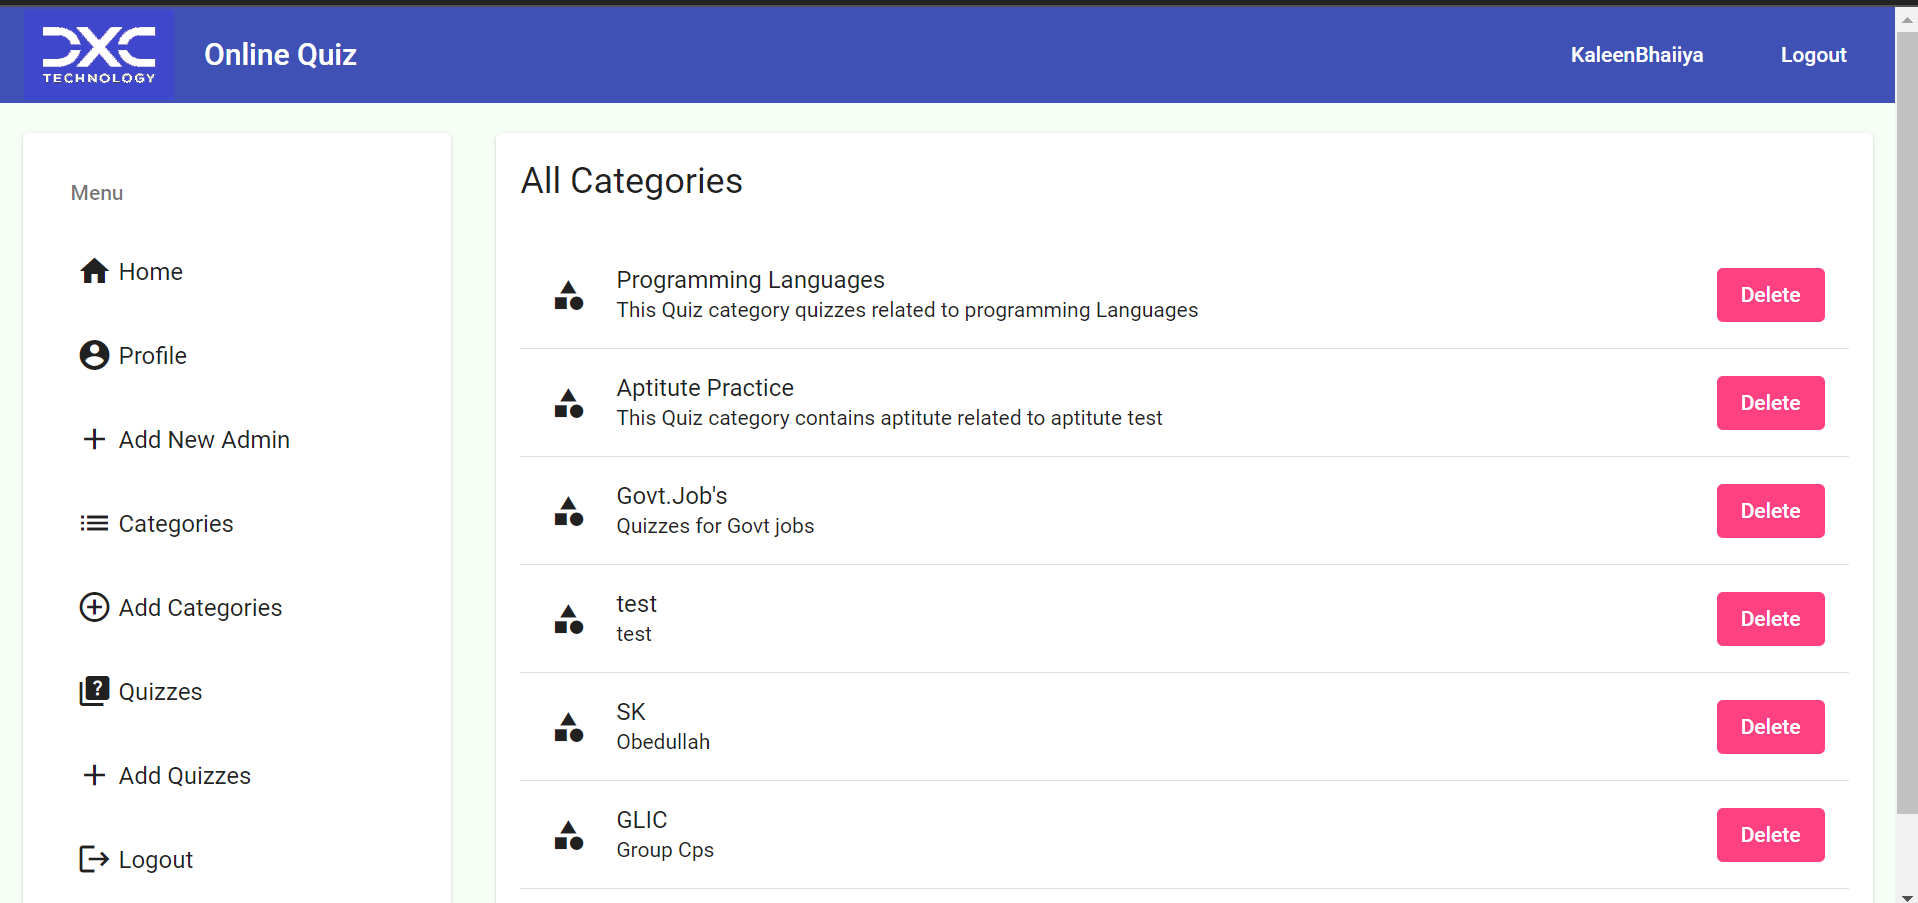 DXC
TECHNOLOGY
Online Quiz
KaleenBhaiiya
Logout
Menu
Home
Profile
Add New Admin
Categories
Add Categories
Quizzes
Add Quizzes
Logout
All Categories
Programming Languages
This Quiz category quizzes related to programming Languages
Delete
Aptitute Practice
This Quiz category contains aptitute related to aptitute test
Delete
Govt.Job's
Quizzes for Govt jobs
Delete
test
test
Delete
SK
Obedullah
Delete
GLIC
Group Cps
Delete